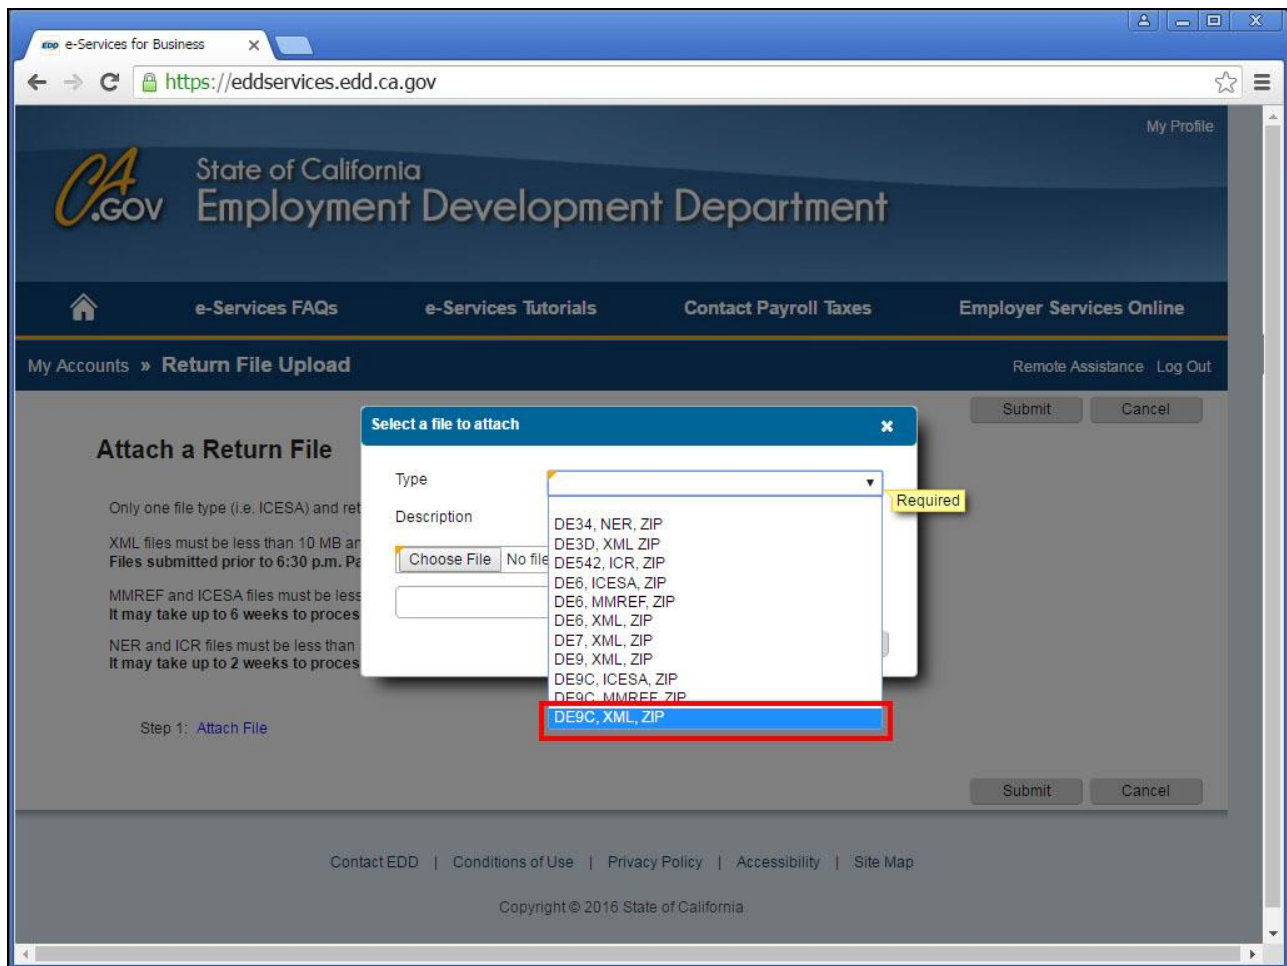 EDD e-Services for Business
https://eddservices.edd.ca.gov
My Profile
CA
.GOV
State of California
Employment Development Department
e-Services FAQs
e-Services Tutorials
Contact Payroll Taxes
Employer Services Online
My Accounts » Return File Upload
Remote Assistance Log Out
Submit Cancel
Select a file to attach
Attach a Return File
Type
Required
Only one file type (i.e. ICESA) and ret
Description
XML files must be less than 10 MB an
Files submitted prior to 6:30 p.m. Pa
Choose File No file
MMREF and ICESA files must be less
It may take up to 6 weeks to proces
NER and ICR files must be less than
It may take up to 2 weeks to proces
DE34, NER, ZIP
DE3D, XML ZIP
DE542, ICR, ZIP
DE6, ICESA, ZIP
DE6, MMREF, ZIP
DE6, XML, ZIP
DE7, XML, ZIP
DE9, XML, ZIP
DE9C, ICESA, ZIP
DE9C, MMREF, ZIP
DE9C, XML, ZIP
Step 1: Attach File
Submit Cancel
Contact EDD | Conditions of Use | Privacy Policy | Accessibility | Site Map
Copyright © 2016 State of California